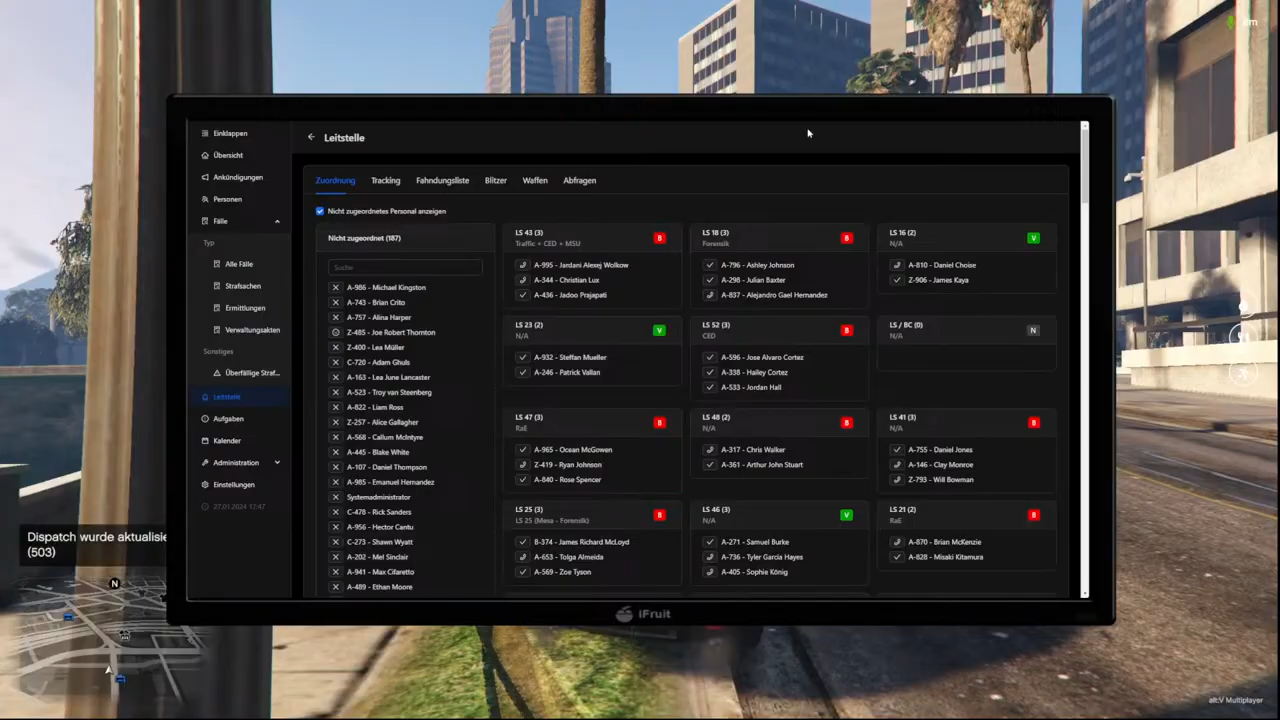 Einklappen
Übersicht
Ankündigungen
Personen
Fälle
Typ
Alle Fälle
Strafsachen
Ermittlungen
Verwaltungsakten
Sonstiges
Überfällige Straf...
Leitstelle
Aufgaben
Kalender
Administration
Einstellungen
27.01.2024 17:47
Leitstelle
Zuordnung Tracking Fahndungsliste Blitzer Waffen Abfragen
Nicht zugeordnetes Personal anzeigen
Nicht zugeordnet (187)
Suche
A-986 - Michael Kingston
A-743 - Brian Crito
A-757 - Alina Harper
Z-485 - Joe Robert Thornton
Z-400 - Lea Müller
C-720 - Adam Ghuls
A-163 - Lea June Lancaster
A-523 - Troy van Steenberg
A-822 - Liam Ross
Z-257 - Alice Gallagher
A-568 - Callum McIntyre
A-445 - Blake White
A-107 - Daniel Thompson
A-985 - Emanuel Hernandez
Systemadministrator
C-478 - Rick Sanders
A-956 - Hector Cantu
C-273 - Shawn Wyatt
A-202 - Mel Sinclair
A-941 - Max Cifaretto
A-489 - Ethan Moore
LS 43 (3)
Traffic + CED + MSU
B
A-995 - Jardani Alexej Wolkow
A-344 - Christian Lux
A-436 - Jadoo Prajapati
LS 18 (3)
Forensik
B
A-796 - Ashley Johnson
A-298 - Julian Baxter
A-837 - Alejandro Gael Hernandez
LS 16 (2)
N/A
V
A-810 - Daniel Choise
Z-906 - James Kaya
LS 23 (2)
N/A
V
A-932 - Steffan Mueller
A-246 - Patrick Vallan
LS 52 (3)
CED
B
A-596 - Jose Alvaro Cortez
A-338 - Hailey Cortez
A-533 - Jordan Hall
LS / BC (0)
N/A
N
LS 47 (3)
RaE
B
A-965 - Ocean McGowen
Z-419 - Ryan Johnson
A-840 - Rose Spencer
LS 48 (2)
N/A
B
A-317 - Chris Walker
A-361 - Arthur John Stuart
LS 41 (3)
N/A
B
A-755 - Daniel Jones
A-146 - Clay Monroe
Z-793 - Will Bowman
LS 25 (3)
LS 25 (Mesa - Forensik)
B
B-374 - James Richard McLoyd
A-653 - Tolga Almeida
A-569 - Zoe Tyson
LS 46 (3)
N/A
V
A-271 - Samuel Burke
A-736 - Tyler Garcia Hayes
A-405 - Sophie König
LS 21 (2)
RaE
B
A-870 - Brian McKenzie
A-828 - Misaki Kitamura
iFruit
Dispatch wurde aktualisie
(503)
N
alt:V Multiplayer